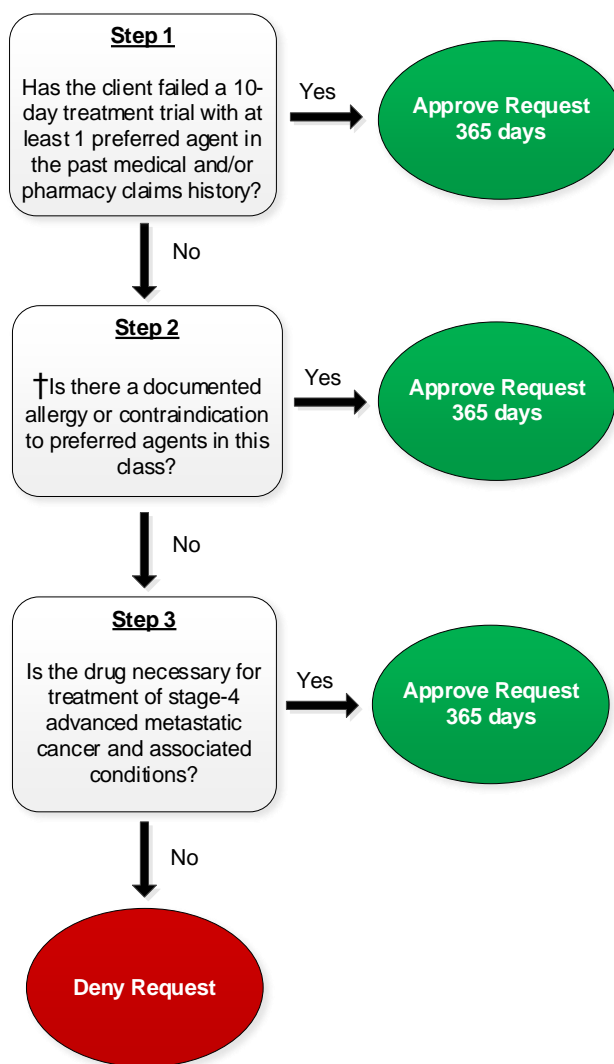 Step 1
Has the client failed a 10-
day treatment trial with at
least 1 preferred agent in
the past medical and/or
pharmacy claims history?
Yes
Approve Request
365 days
No
Step 2
†Is there a documented
allergy or contraindication
to preferred agents in this
class?
Yes
Approve Request
365 days
No
Step 3
Is the drug necessary for
treatment of stage-4
advanced metastatic
cancer and associated
conditions?
Yes
Approve Request
365 days
No
Deny Request